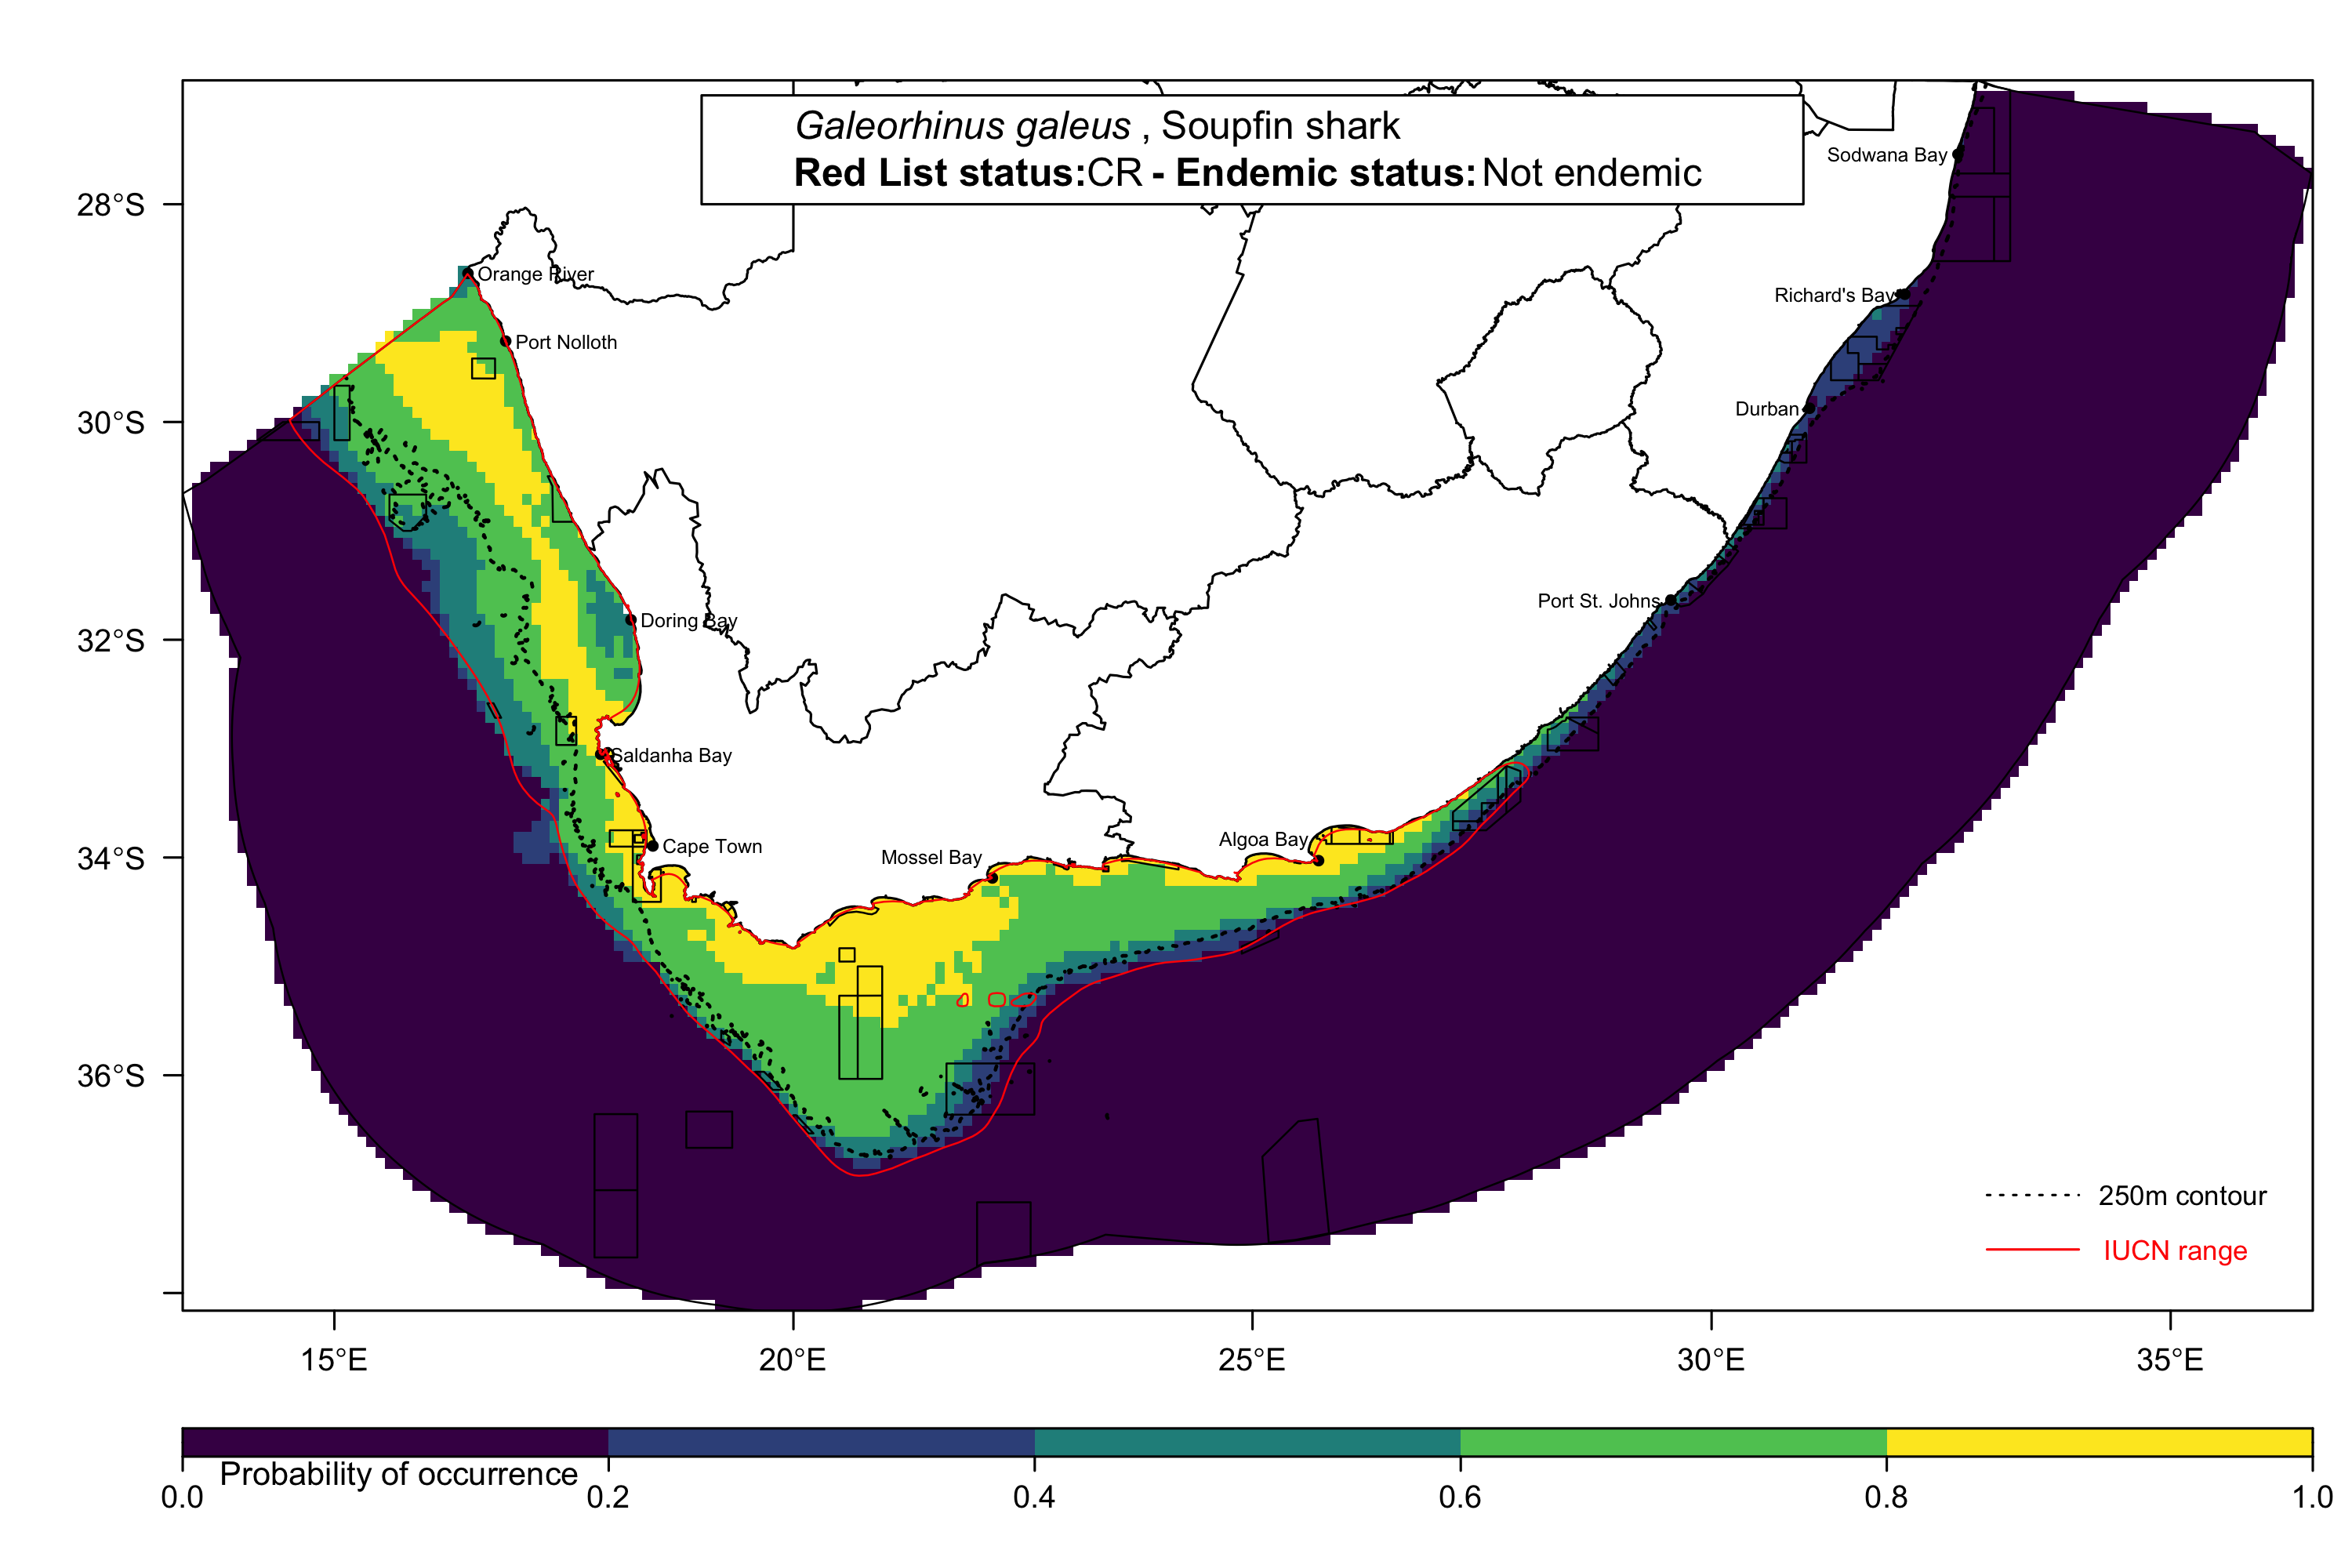 Galeorhinus galeus , Soupfin shark
Red List status:CR - Endemic status:Not endemic
Sodwana Bay
28°S
Orange River
Richard's Bay
Port Nolloth
Durban
30°S
Port St. Johns
Doring Bay
32°S
Saldanha Bay
Algoa Bay
Cape Town
Mossel Bay
34°S
36°S
250m contour
IUCN range
15°E 20°E 25°E 30°E 35°E
Probability of occurrence
0.0 0.2 0.4 0.6 0.8 1.0